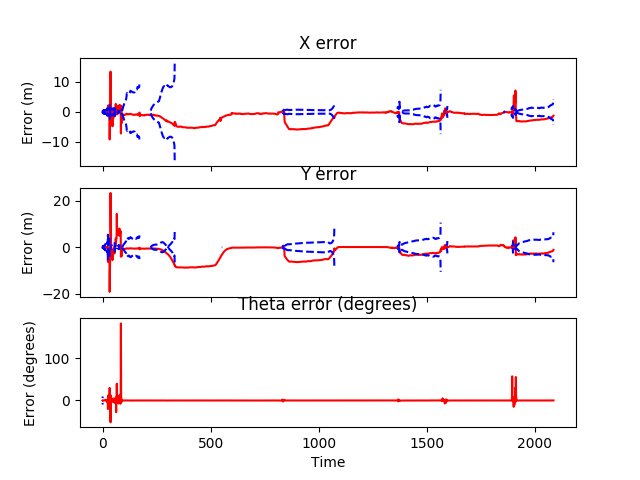 X error
Error (m)
10
0
−10
Y error
Error (m)
20
0
−20
Theta error (degrees)
Error (degrees)
100
0
0
500
1000
1500
2000
Time